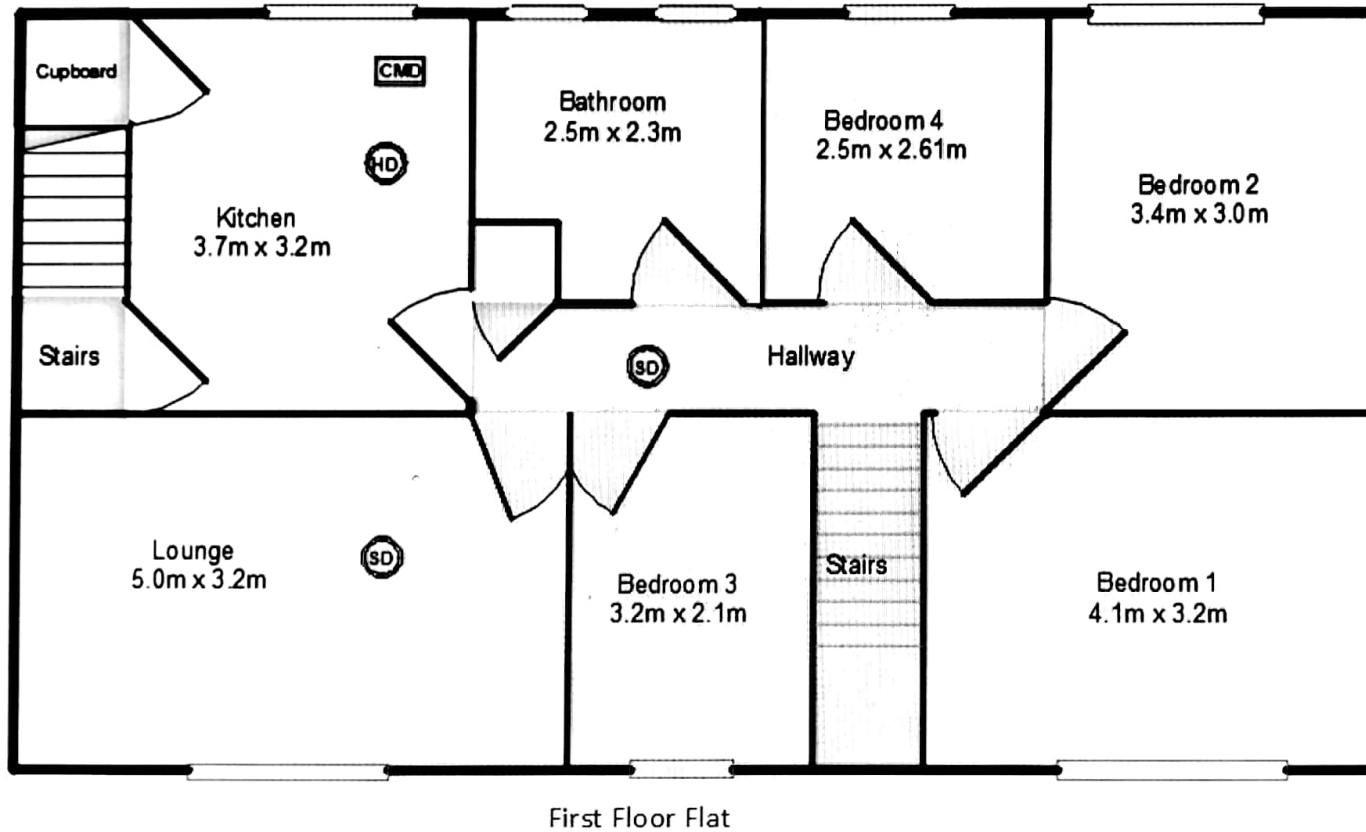 Cupboard
CMD
HD
Kitchen
3.7m x 3.2m
Stairs
Bathroom
2.5m x 2.3m
Bedroom 4
2.5m x 2.61m
Bedroom 2
3.4m x 3.0m
SD
Hallway
Lounge
5.0m x 3.2m
SD
Bedroom 3
3.2m x 2.1m
Stairs
Bedroom 1
4.1m x 3.2m
First Floor Flat